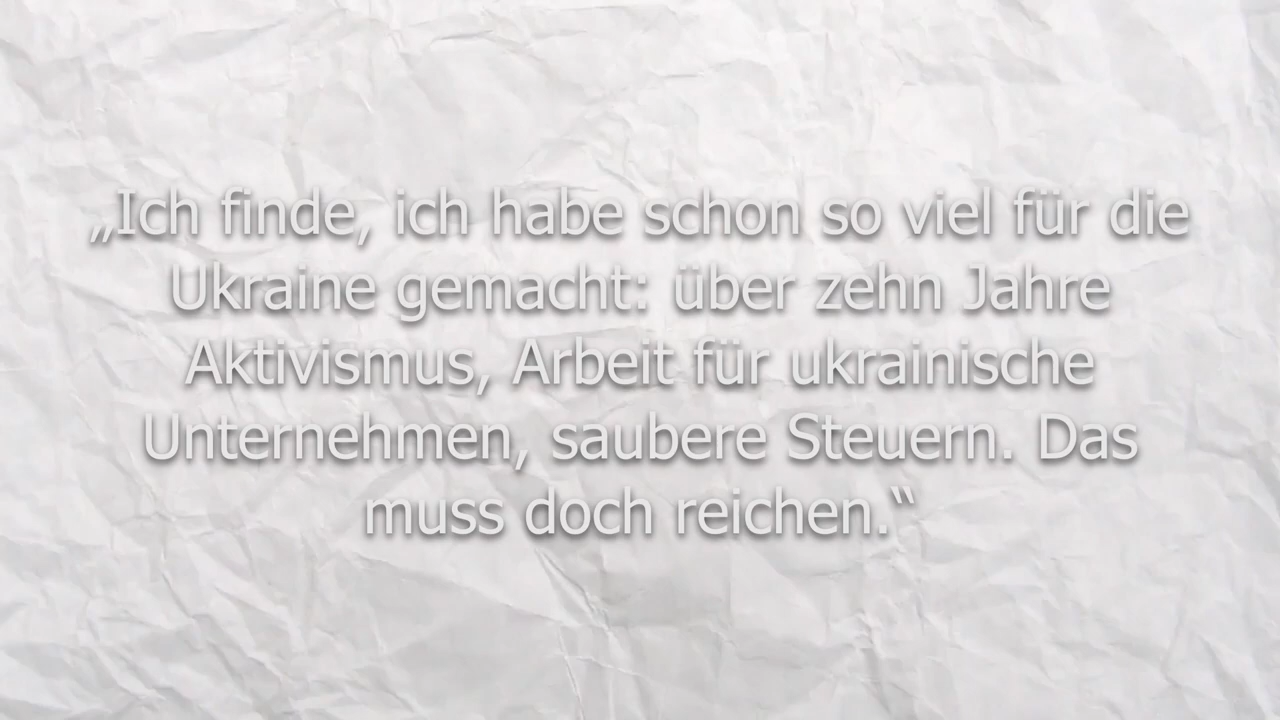 „Ich finde, ich habe schon so viel für die
Ukraine gemacht: über zehn Jahre
Aktivismus, Arbeit für ukrainische
Unternehmen, saubere Steuern. Das
muss doch reichen.“